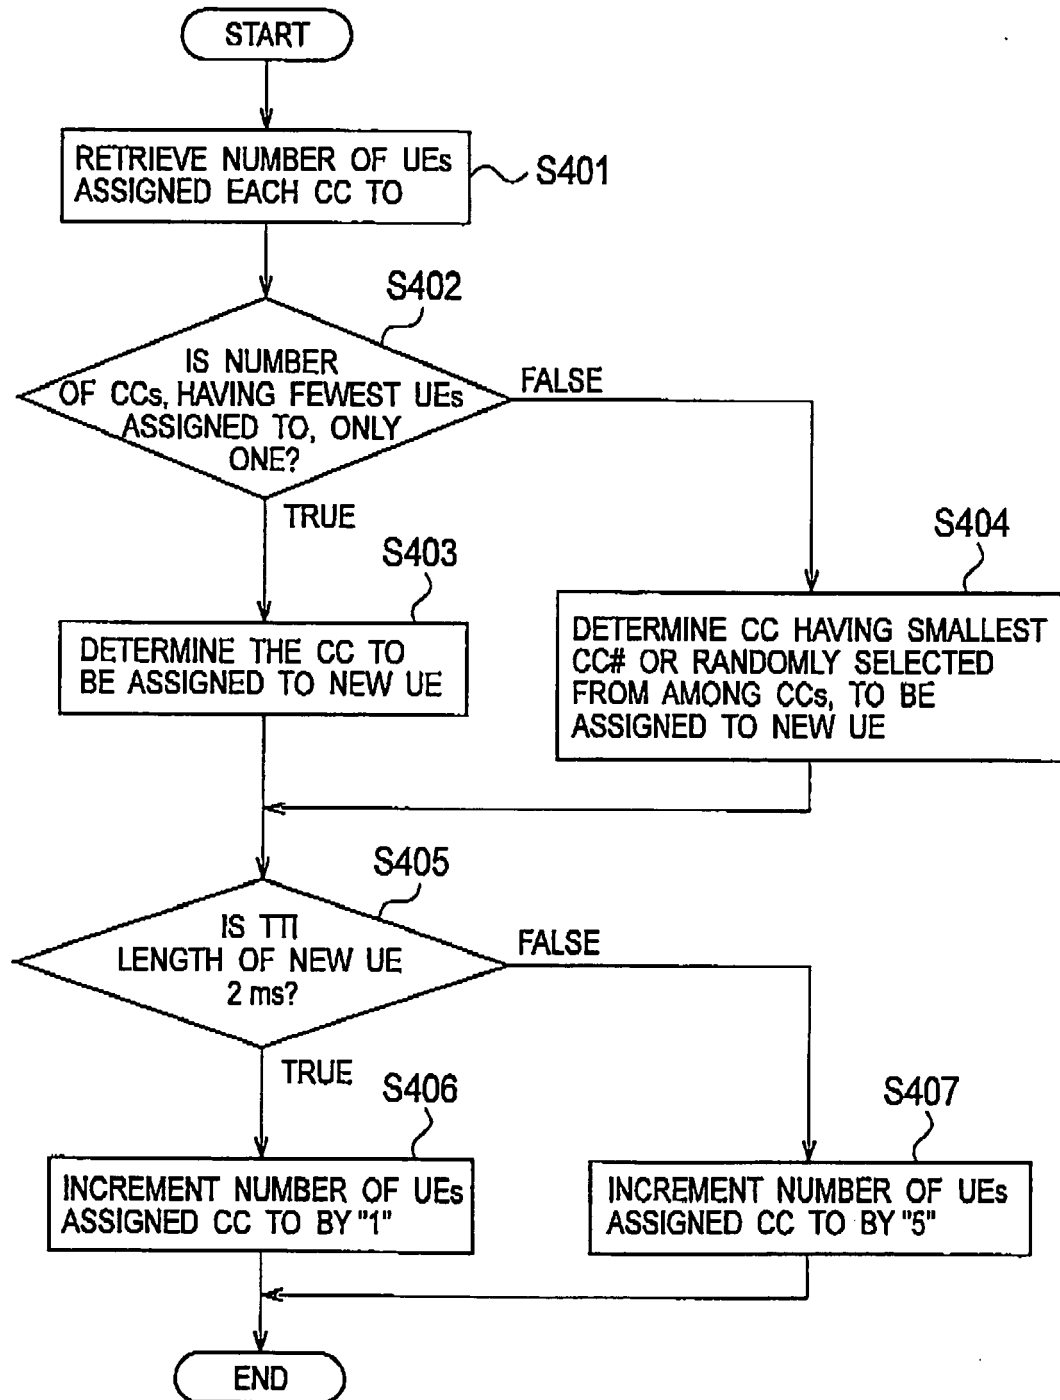 START
RETRIEVE NUMBER OF UEs
ASSIGNED EACH CC TO
S401
S402
IS NUMBER
OF CCs, HAVING FEWEST UEs
ASSIGNED TO, ONLY
ONE?
FALSE
TRUE
S403
DETERMINE THE CC TO
BE ASSIGNED TO NEW UE
S404
DETERMINE CC HAVING SMALLEST
CC# OR RANDOMLY SELECTED
FROM AMONG CCs, TO BE
ASSIGNED TO NEW UE
S405
IS TTI
LENGTH OF NEW UE
2 ms?
FALSE
TRUE
S406
INCREMENT NUMBER OF UEs
ASSIGNED CC TO BY "1"
S407
INCREMENT NUMBER OF UEs
ASSIGNED CC TO BY "5"
END